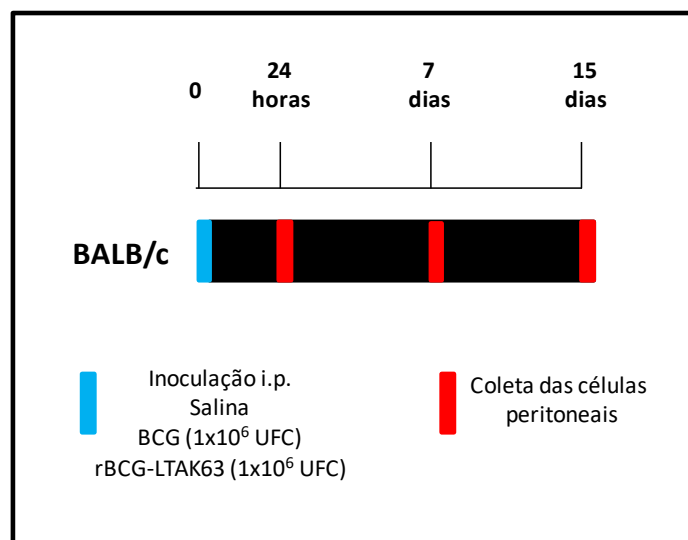 0
24
horas
7
dias
15
dias
BALB/c
Inoculação i.p.
Salina
BCG (1x10⁶ UFC)
rBCG-LTAK63 (1x10⁶ UFC)
Coleta das células
peritoneais